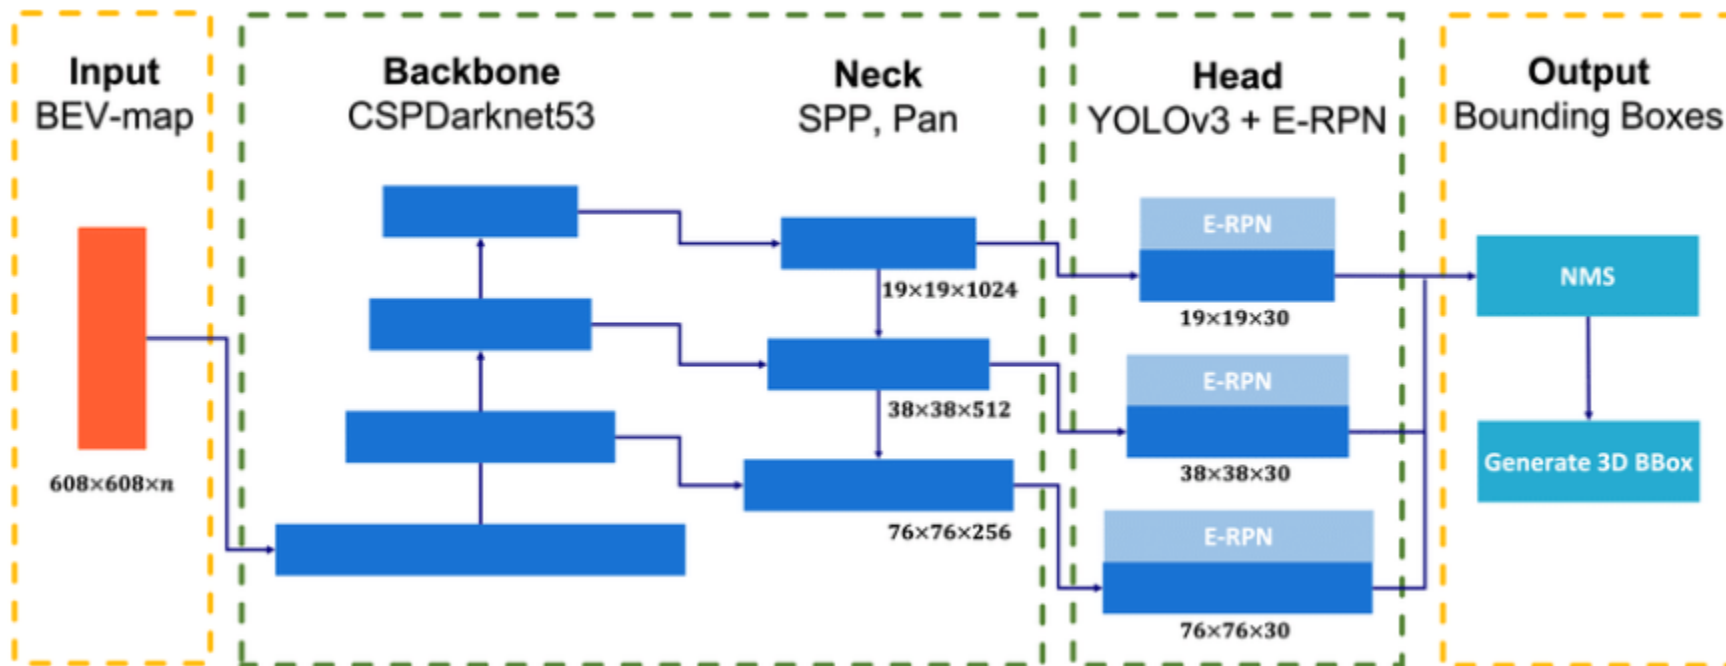 Input
BEV-map
608×608×n
Backbone
CSPDarknet53
Neck
SPP, Pan
19×19×1024
38×38×512
76×76×256
Head
YOLOv3 + E-RPN
E-RPN
19×19×30
E-RPN
38×38×30
E-RPN
76×76×30
Output
Bounding Boxes
NMS
Generate 3D BBox